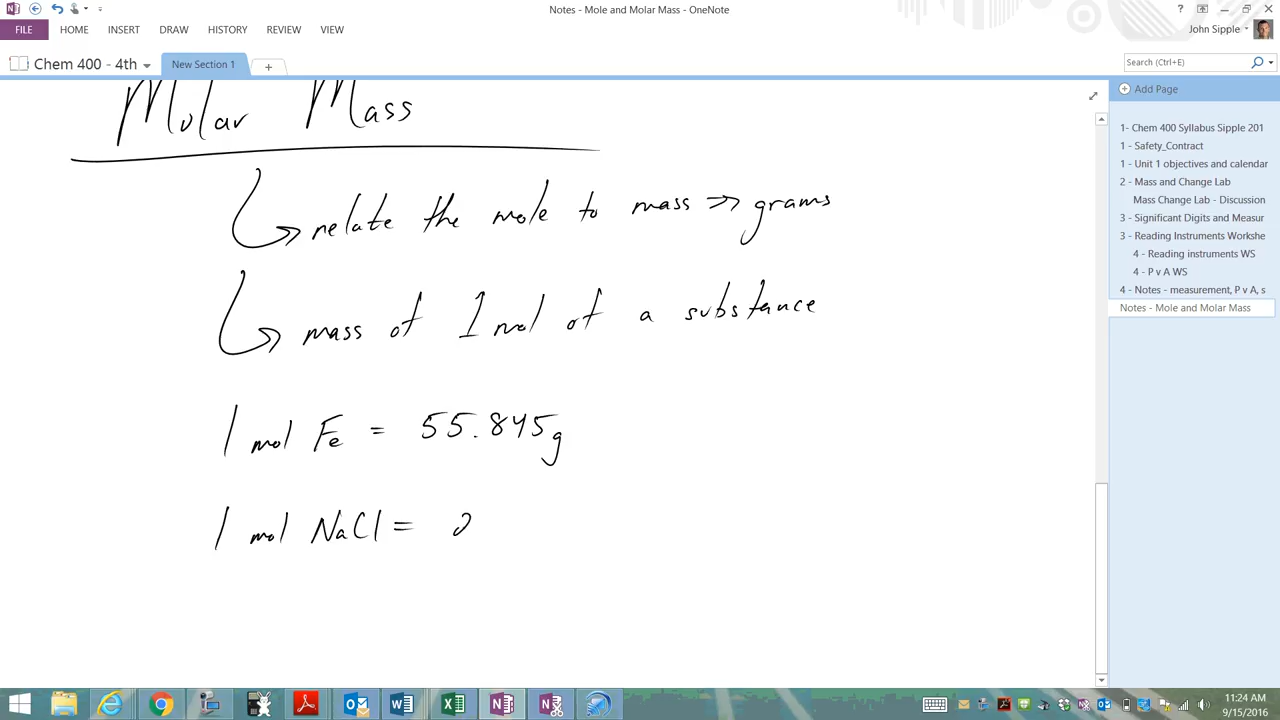 Notes - Mole and Molar Mass - OneNote
?
FILE HOME INSERT DRAW HISTORY REVIEW VIEW
John Sipple
Chem 400 - 4th
New Section 1
+
Search (Ctrl+E)
Add Page
Molar Mass
relate the mole to mass => grams
mass of 1 mol of a substance
1 mol Fe = 55.845g
1 mol NaCl =
1- Chem 400 Syllabus Sipple 201
1 - Safety_Contract
1 - Unit 1 objectives and calendar
2 - Mass and Change Lab
Mass Change Lab - Discussion
3 - Significant Digits and Measur
3 - Reading Instruments Workshe
4 - Reading instruments WS
4 - P v A WS
4 - Notes - measurement, P v A, s
Notes - Mole and Molar Mass
11:24 AM
9/15/2016